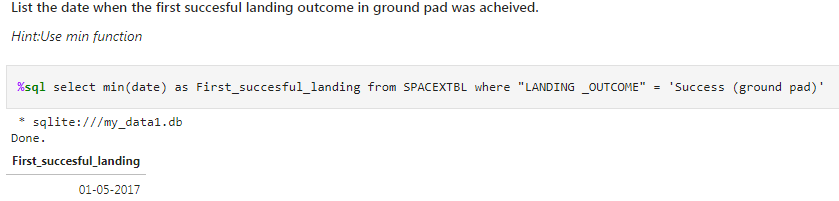 List the date when the first succesful landing outcome in ground pad was acheived.
Hint:Use min function
%sql select min(date) as First_succesful_landing from SPACEXTBL where "LANDING _OUTCOME" = 'Success (ground pad)'
* sqlite:///my_data1.db
Done.
First_succesful_landing
01-05-2017